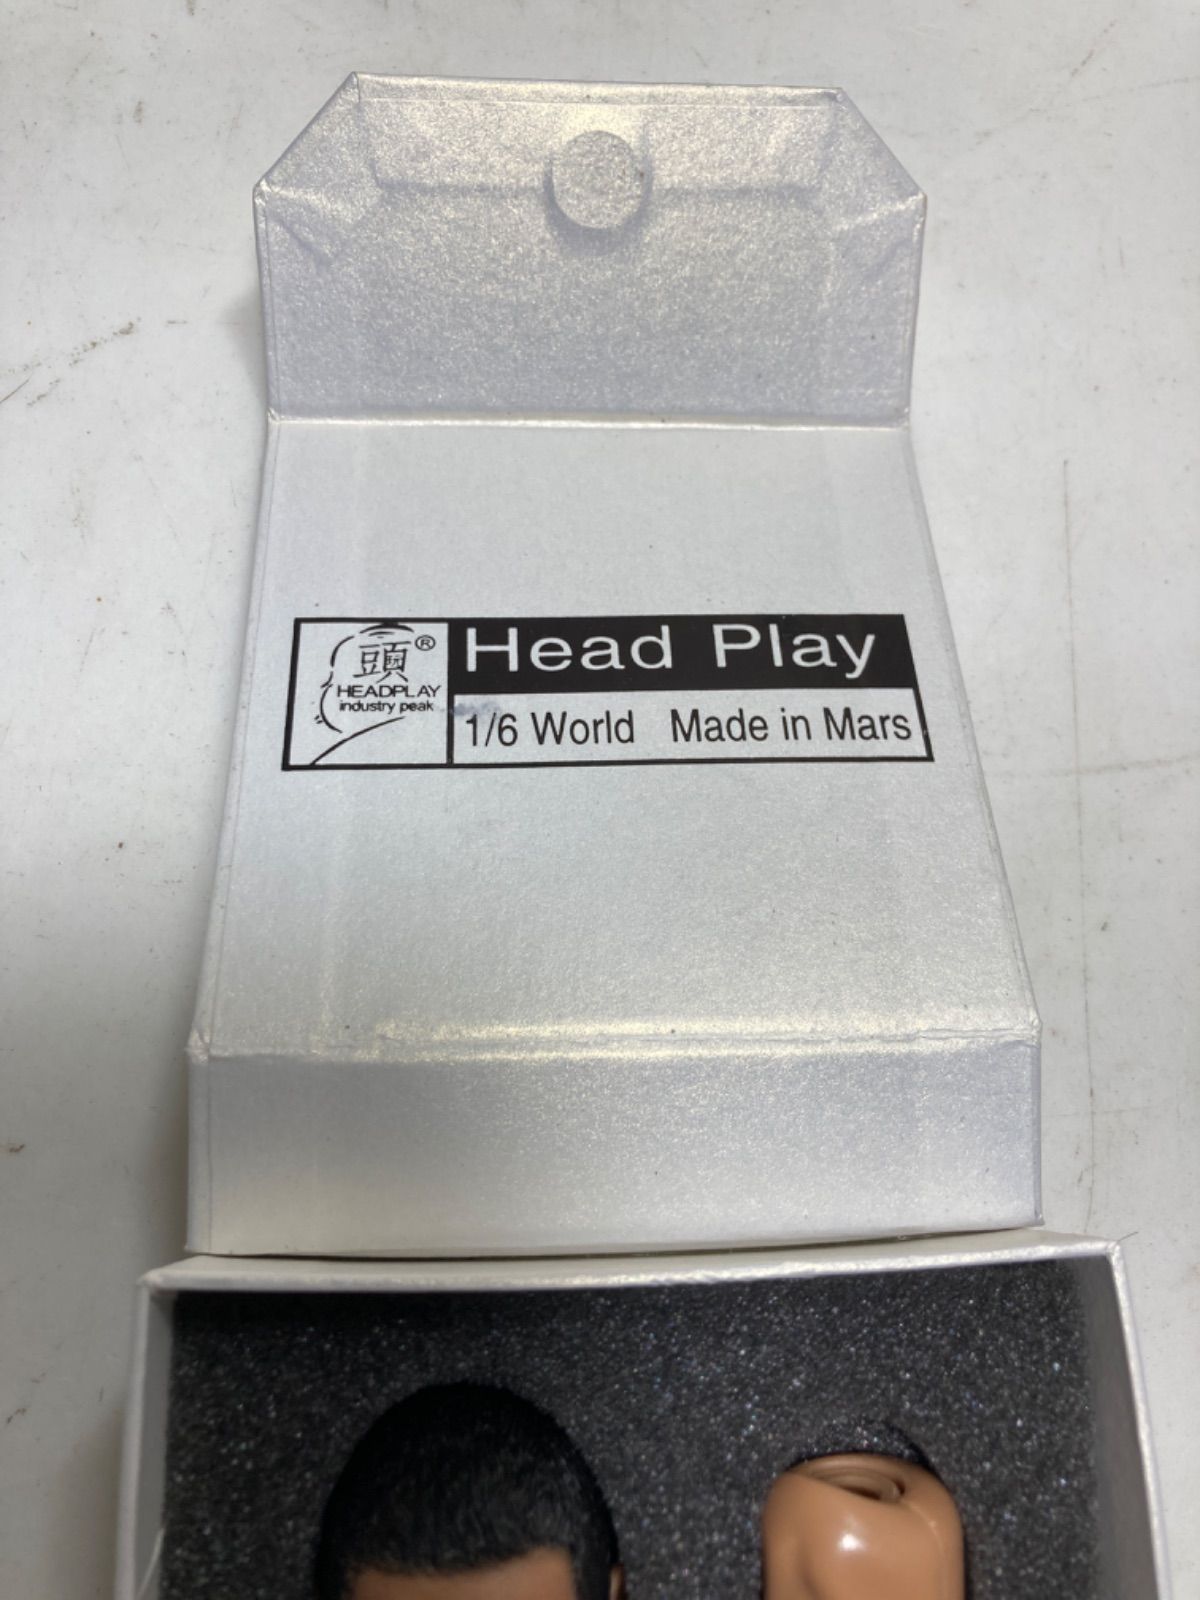 頭®
HEADPLAY
industry peak
Head Play
1/6 World Made in Mars